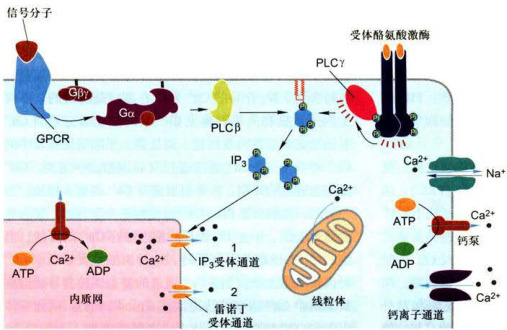 信号分子
GPCR
Gβγ
Gα
PLCβ
PLCγ
受体酪氨酸激酶
P
P
P
P
P
P
P
P
P
P
P
P
IP₃
Ca²⁺
Na⁺
ATP
Ca²⁺
钙泵
ADP
Ca²⁺
钙离子通道
ATP
Ca²⁺
ADP
内质网
Ca²⁺
1
IP₃受体通道
2
雷诺丁
受体通道
Ca²⁺
线粒体